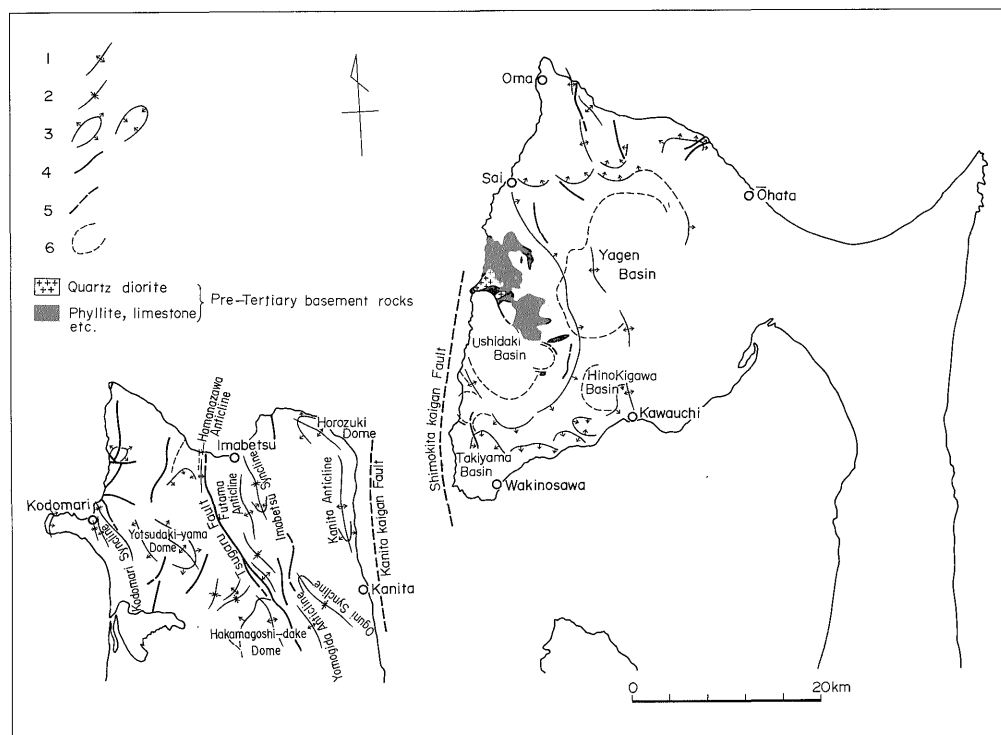 1
2
3
4
5
6
Quartz diorite
Phyllite, limestone
etc.
Pre-Tertiary basement rocks
Oma
Sai
Ōhata
Yagen
Basin
Ushidaki
Basin
HinoKigawa
Basin
Kawauchi
Takiyama
Basin
Wakinosawa
Shimokita kaigan Fault
Hamanazawa
Anticline
Imabetsu
Horozuki
Dome
Kodomari
Kodomari Syncline
Yotsudaki-yama
Dome
Tsugaru Fault
Futama
Anticline
Imabetsu Syncline
Kanita Anticline
Kanita kaigan Fault
Kanita
Oguni Syncline
Yomogida Anticline
Hakamagoshi-dake
Dome
0
20km